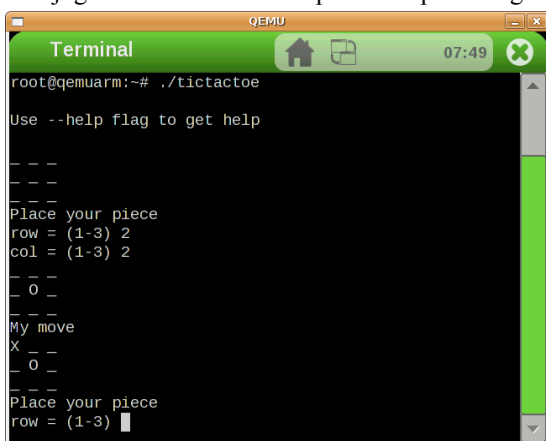 QEMU
Terminal
07:49
root@qemuarm:~# ./tictactoe
Use --help flag to get help
_ _ _
_ _ _
_ _ _
Place your piece
row = (1-3) 2
col = (1-3) 2
_ _ _
_ O _
_ _ _
My move
X _ _
_ O _
_ _ _
Place your piece
row = (1-3)